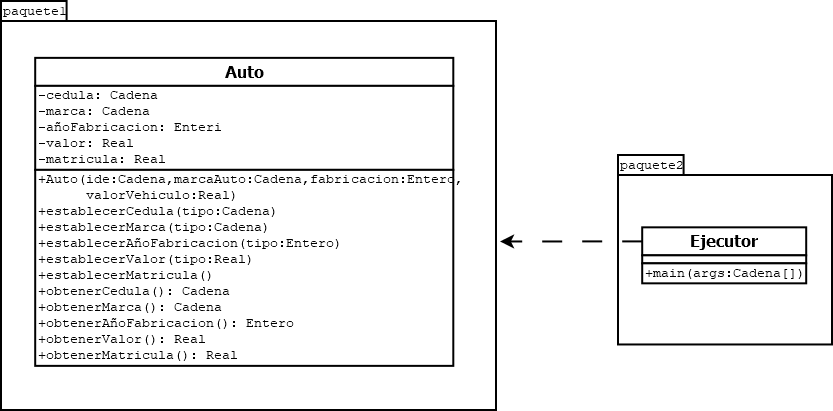 paquete1
Auto
-cedula: Cadena
-marca: Cadena
-añoFabricacion: Enteri
-valor: Real
-matricula: Real
+Auto(ide:Cadena,marcaAuto:Cadena,fabricacion:Entero,
valorVehiculo:Real)
+establecerCedula(tipo:Cadena)
+establecerMarca(tipo:Cadena)
+establecerAñoFabricacion(tipo:Entero)
+establecerValor(tipo:Real)
+establecerMatricula()
+obtenerCedula(): Cadena
+obtenerMarca(): Cadena
+obtenerAñoFabricacion(): Entero
+obtenerValor(): Real
+obtenerMatricula(): Real
paquete2
Ejecutor
+main(args:Cadena[])